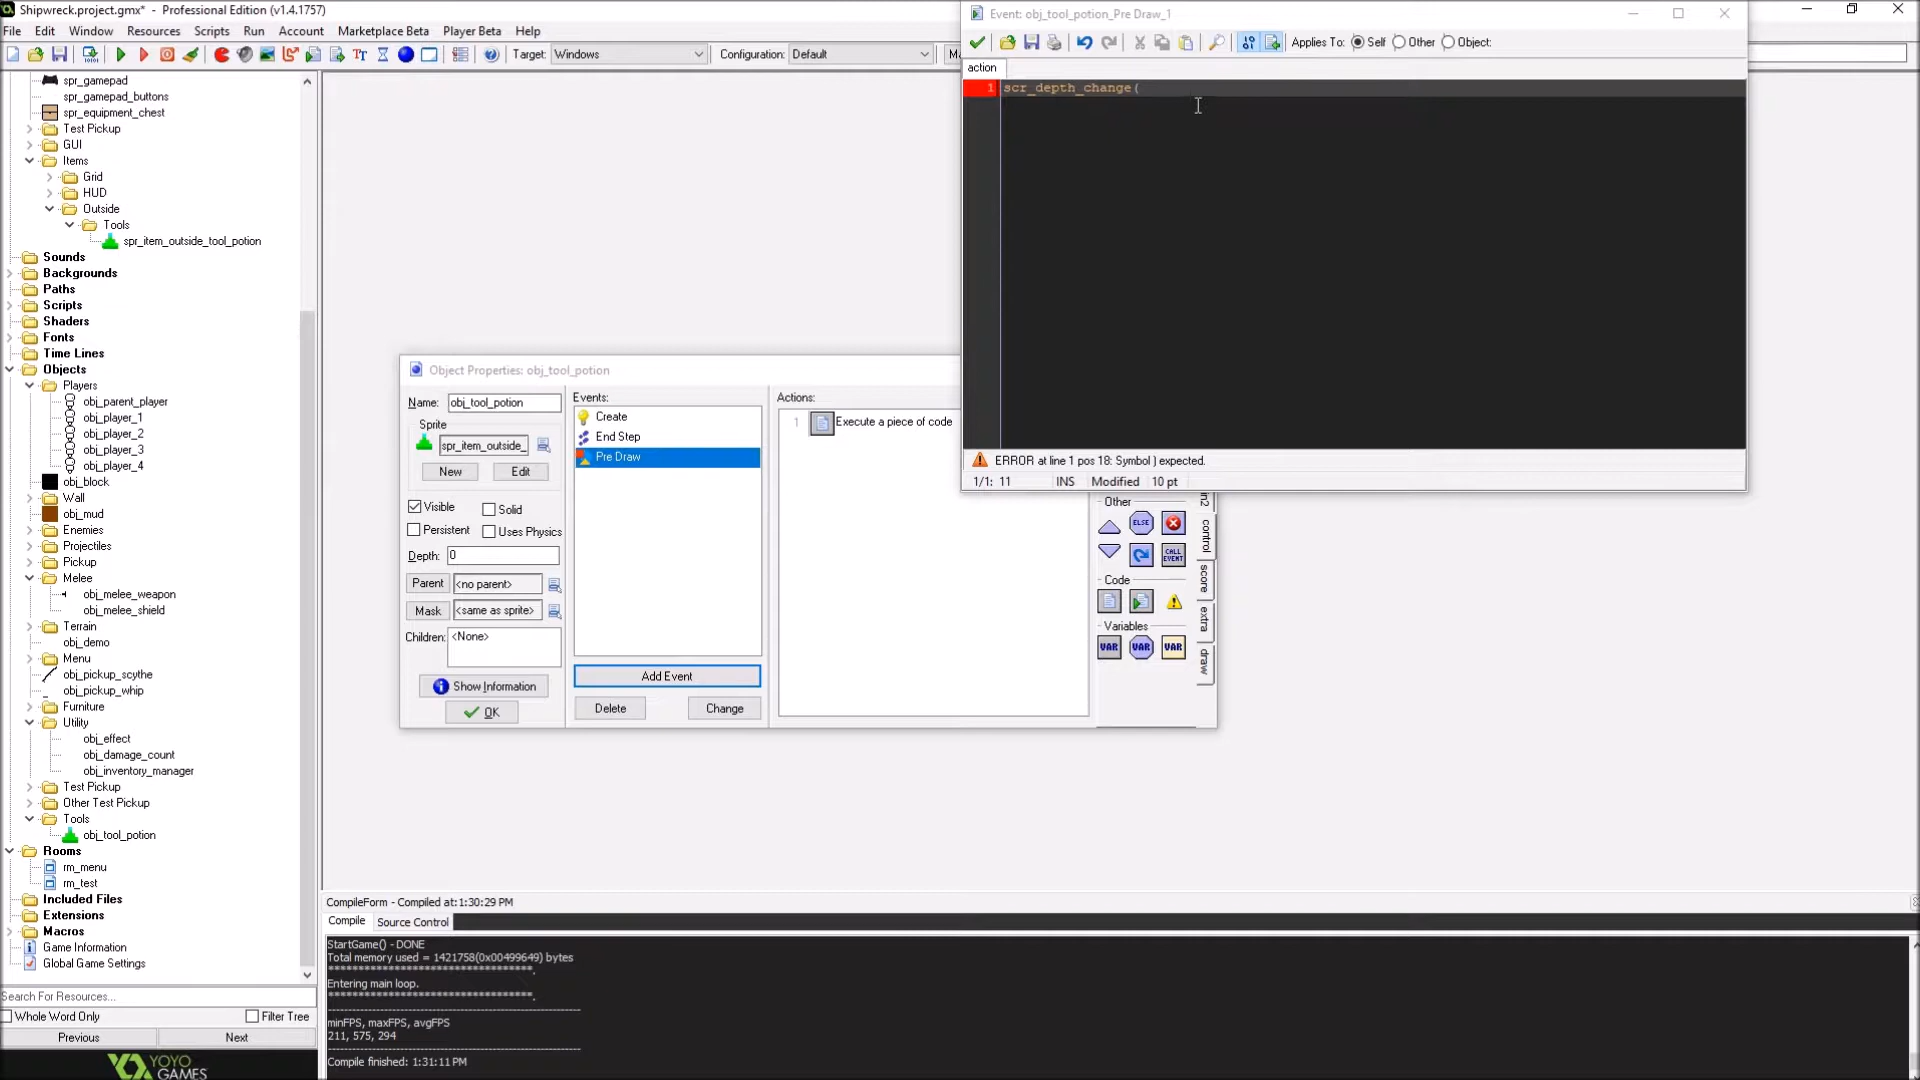 Shipwreck.project.gmx* - Professional Edition (v1.4.1757)
File Edit Window Resources Scripts Run Account Marketplace Beta Player Beta Help
Target: Windows Configuration: Default
Event: obj_tool_potion_Pre Draw_1
Applies To: Self Other Object:
action
1 scr_depth_change(
ERROR at line 1 pos 18: Symbol ) expected.
1/1: 11 INS Modified 10 pt
spr_gamepad
spr_gamepad_buttons
spr_equipment_chest
Test Pickup
GUI
Items
Grid
HUD
Outside
Tools
spr_item_outside_tool_potion
Sounds
Backgrounds
Paths
Scripts
Shaders
Fonts
Time Lines
Objects
Players
obj_parent_player
obj_player_1
obj_player_2
obj_player_3
obj_player_4
obj_block
Wall
obj_mud
Enemies
Projectiles
Pickup
Melee
obj_melee_weapon
obj_melee_shield
Terrain
obj_demo
Menu
obj_pickup_scythe
obj_pickup_whip
Furniture
Utility
obj_effect
obj_damage_count
obj_inventory_manager
Test Pickup
Other Test Pickup
Tools
obj_tool_potion
Rooms
rm_menu
rm_test
Included Files
Extensions
Macros
Game Information
Global Game Settings
Search For Resources...
Whole Word Only Filter Tree
Previous Next
YOYO
GAMES
Object Properties: obj_tool_potion
Name: obj_tool_potion
Sprite
spr_item_outside_
New Edit
Visible Solid
Persistent Uses Physics
Depth: 0
Parent <no parent>
Mask <same as sprite>
Children: <None>
Show Information
OK
Events:
Create
End Step
Pre Draw
Add Event
Delete Change
Actions:
1 Execute a piece of code
Other
ELSE
CALL EVENT
Code
Variables
VAR VAR VAR
control
score
extra
draw
CompileForm - Compiled at: 1:30:29 PM
Compile Source Control
StartGame() - DONE
Total memory used = 1421758(0x00499649) bytes
Entering main loop.
minFPS, maxFPS, avgFPS
211, 575, 294
Compile finished: 1:31:11 PM